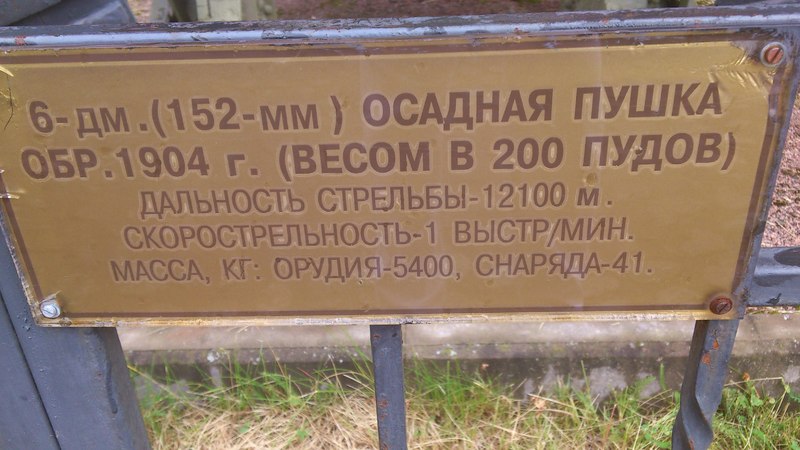 6-ДМ.(152-ММ) ОСАДНАЯ ПУШКА
ОБР.1904 г. (ВЕСОМ В 200 ПУДОВ)
ДАЛЬНОСТЬ СТРЕЛЬБЫ-12100 м.
СКОРОСТРЕЛЬНОСТЬ-1 ВЫСТР/МИН.
МАССА, КГ: ОРУДИЯ-5400, СНАРЯДА-41.